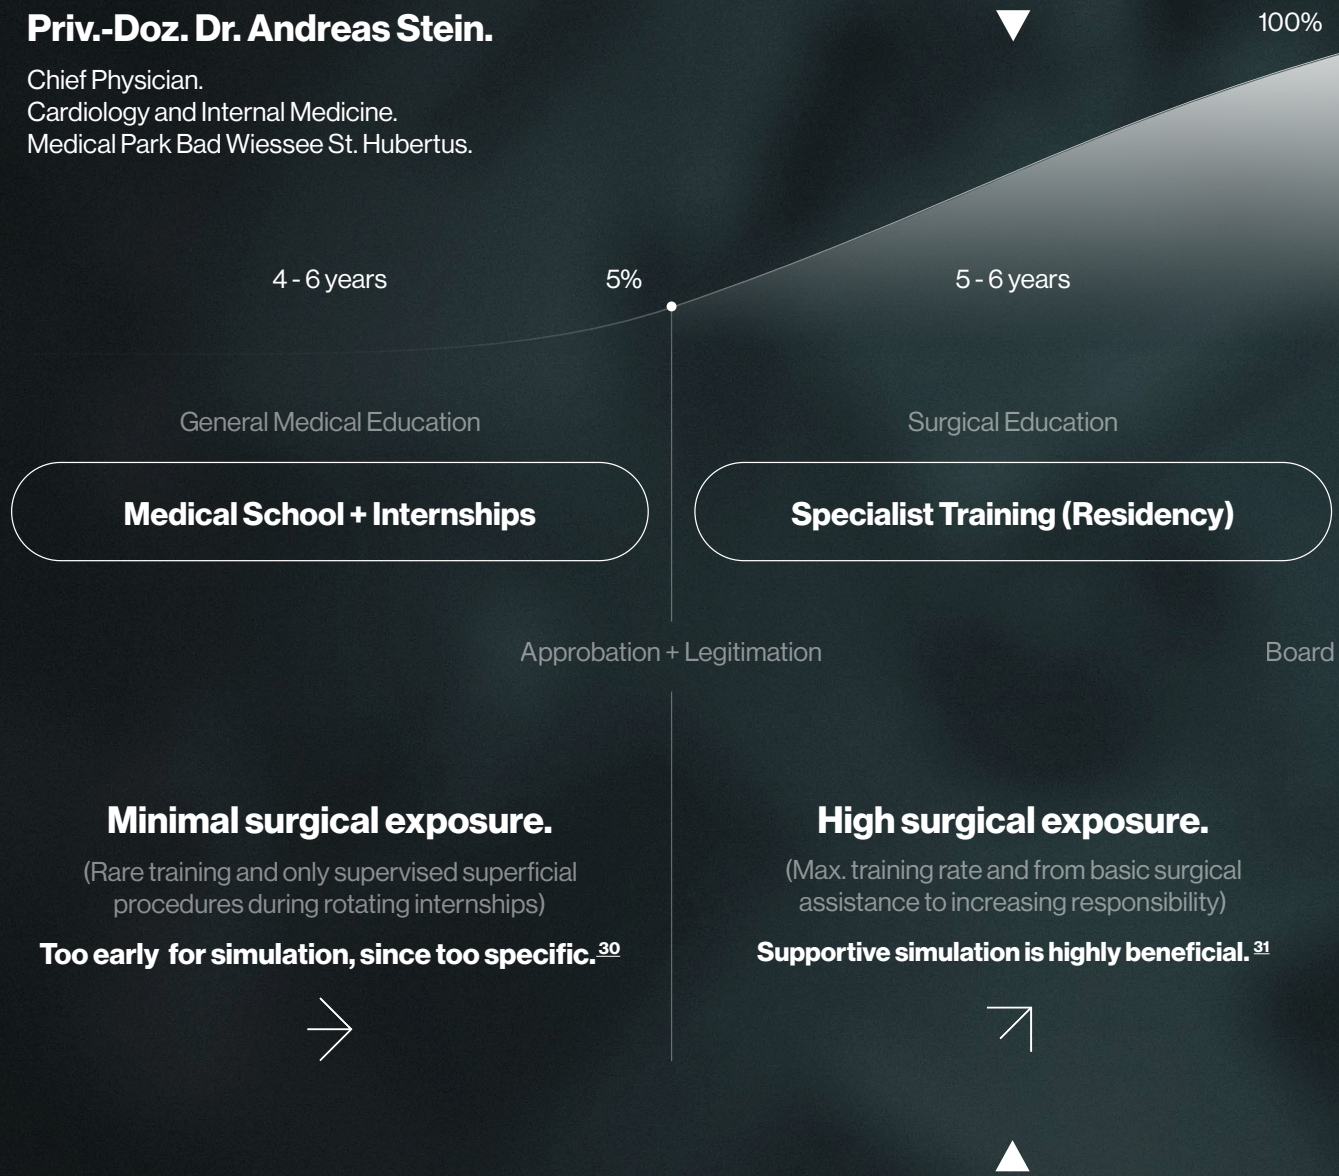 Priv.-Doz. Dr. Andreas Stein.
Chief Physician.
Cardiology and Internal Medicine.
Medical Park Bad Wiessee St. Hubertus.
100%
4 - 6 years
5%
5 - 6 years
General Medical Education
Surgical Education
Medical School + Internships
Specialist Training (Residency)
Approbation + Legitimation
Board
Minimal surgical exposure.
(Rare training and only supervised superficial
procedures during rotating internships)
Too early  for simulation, since too specific.30
High surgical exposure.
(Max. training rate and from basic surgical
assistance to increasing responsibility)
Supportive simulation is highly beneficial. 31